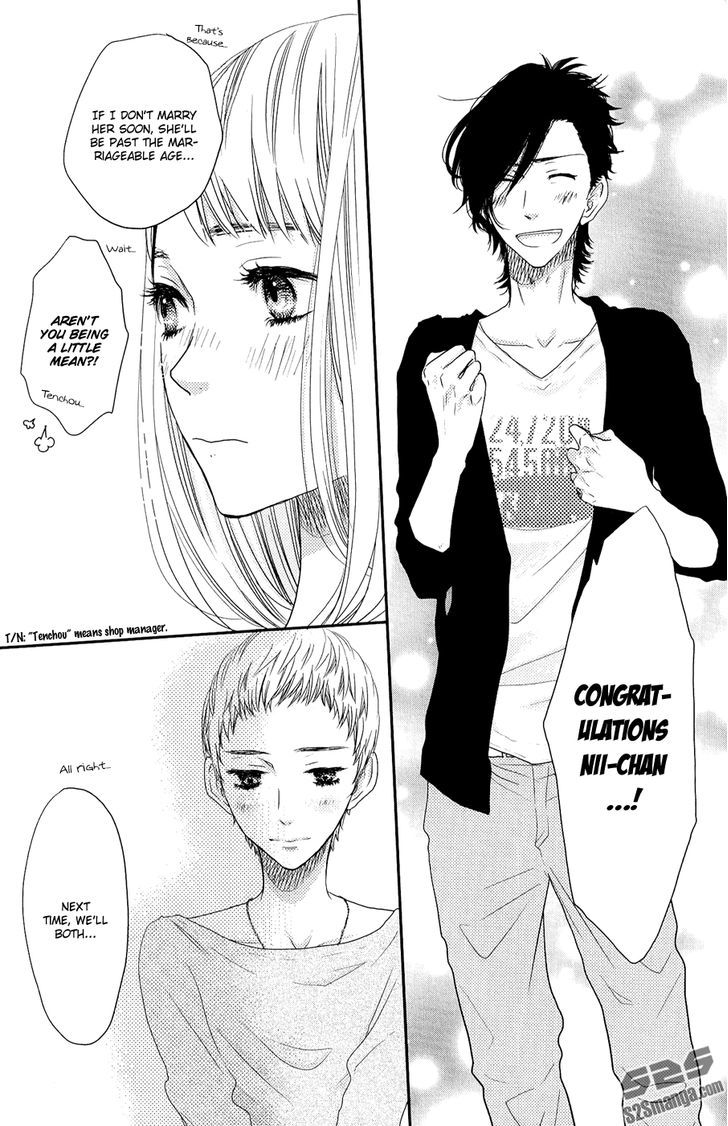 CONGRAT-
ULATIONS
NII-CHAN
....!
24,/20
5450
That's
Because...
IF I DON'T MARRY
HER SOON, SHE'LL
BE PAST THE MAR-
RIAGEABLE AGE...
Wait...
AREN'T
YOU BEING
A LITTLE
MEAN?!
Tenchou...
T/N: "Tenchou" means shop manager.
All right...
NEXT
TIME, WE'LL
BOTH...
S2S
S2Smanga.com